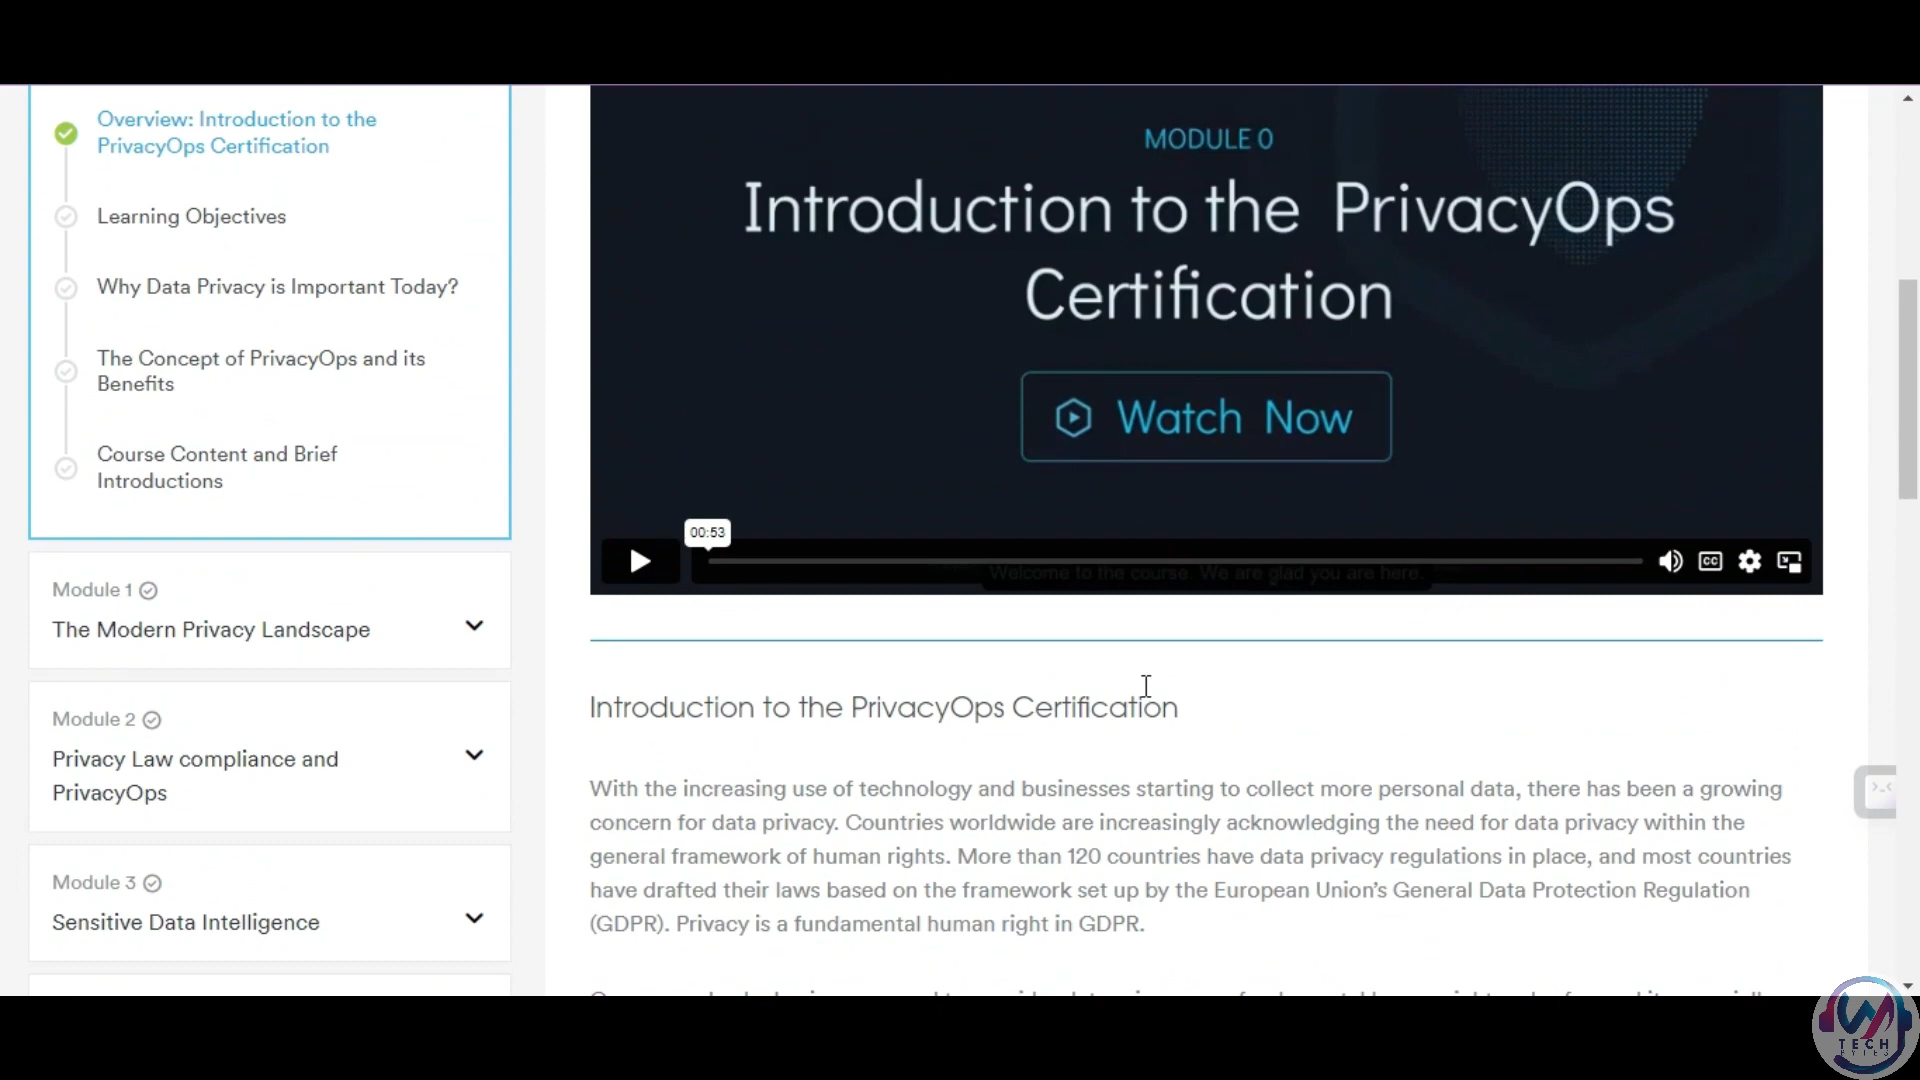 Overview: Introduction to the
PrivacyOps Certification
Learning Objectives
Why Data Privacy is Important Today?
The Concept of PrivacyOps and its
Benefits
Course Content and Brief
Introductions
Module 1
The Modern Privacy Landscape
Module 2
Privacy Law compliance and
PrivacyOps
Module 3
Sensitive Data Intelligence
MODULE 0
Introduction to the PrivacyOps
Certification
Watch Now
00:53
CC
Welcome to the course. We are glad you are here.
Introduction to the PrivacyOps Certification
With the increasing use of technology and businesses starting to collect more personal data, there has been a growing
concern for data privacy. Countries worldwide are increasingly acknowledging the need for data privacy within the
general framework of human rights. More than 120 countries have data privacy regulations in place, and most countries
have drafted their laws based on the framework set up by the European Union's General Data Protection Regulation
(GDPR). Privacy is a fundamental human right in GDPR.
TECH
BYTES